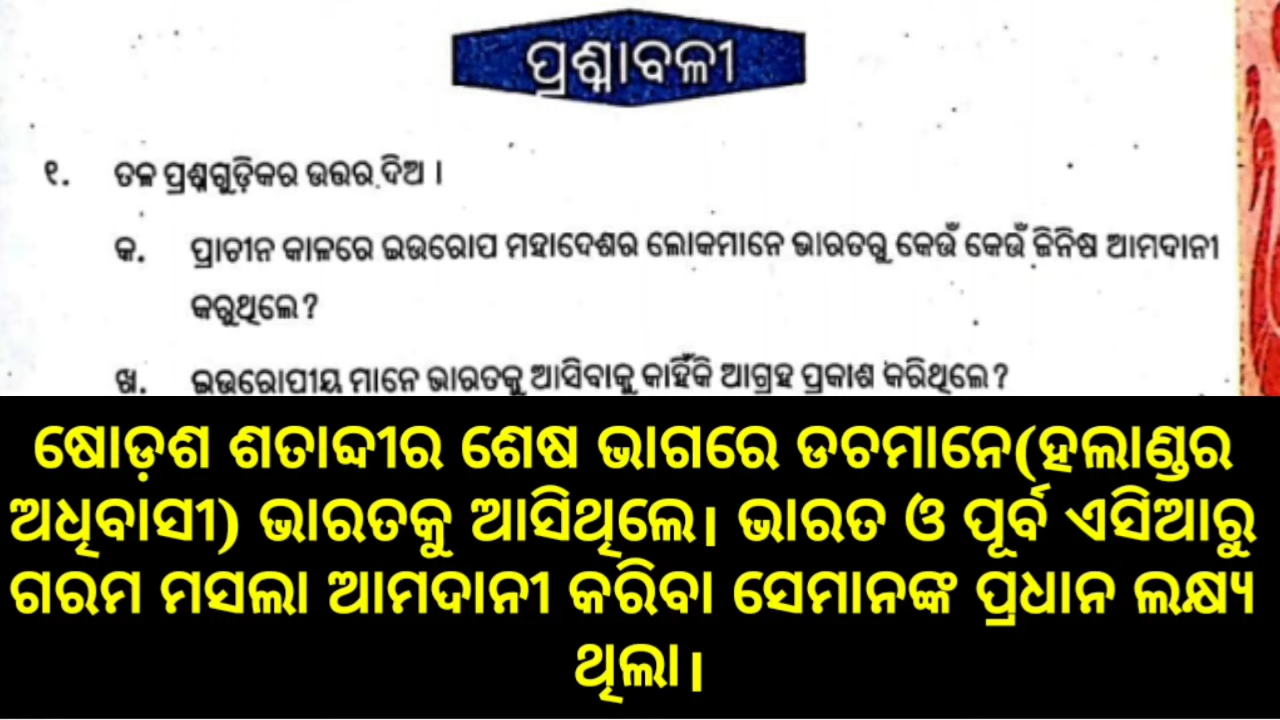 ପ୍ରଶ୍ନାବଳୀ
୧. ତଳ ପ୍ରଶ୍ନଗୁଡ଼ିକର ଉତ୍ତର ଦିଅ ।
କ. ପ୍ରାଚୀନ କାଳରେ ଇଉରୋପ ମହାଦେଶର ଲୋକମାନେ ଭାରତରୁ କେଉଁ କେଉଁ ଜିନିଷ ଆମଦାନୀ
କରୁଥିଲେ ?
ଖ. ଇଉରୋପୀୟ ମାନେ ଭାରତକୁ ଆସିବାକୁ କାହିଁକି ଆଗ୍ରହ ପ୍ରକାଶ କରିଥିଲେ ?
ଷୋଡ଼ଶ ଶତାବ୍ଦୀର ଶେଷ ଭାଗରେ ଡଚମାନେ(ହଲାଣ୍ଡର
ଅଧିବାସୀ) ଭାରତକୁ ଆସିଥିଲେ। ଭାରତ ଓ ପୂର୍ବ ଏସିଆରୁ
ଗରମ ମସଲା ଆମଦାନୀ କରିବା ସେମାନଙ୍କ ପ୍ରଧାନ ଲକ୍ଷ୍ୟ
ଥିଲା।